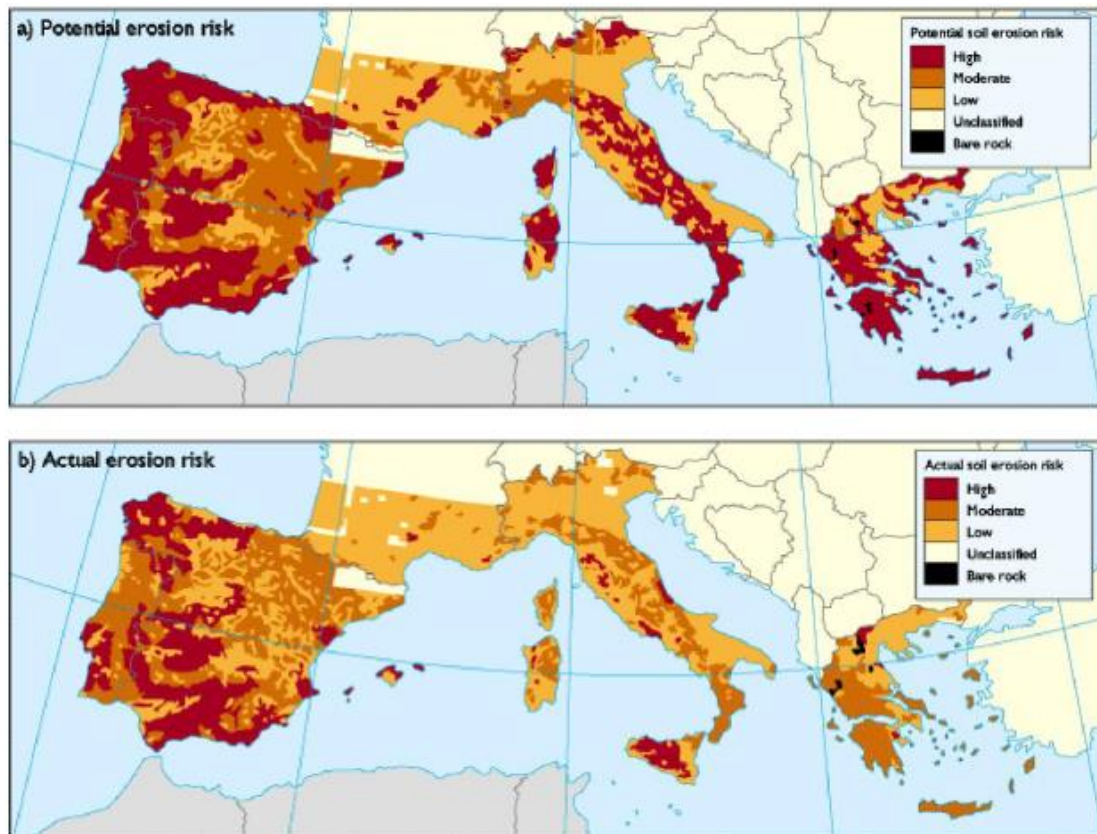 a) Potential erosion risk
Potential soil erosion risk
High
Moderate
Low
Unclassified
Bare rock
b) Actual erosion risk
Actual soil erosion risk
High
Moderate
Low
Unclassified
Bare rock